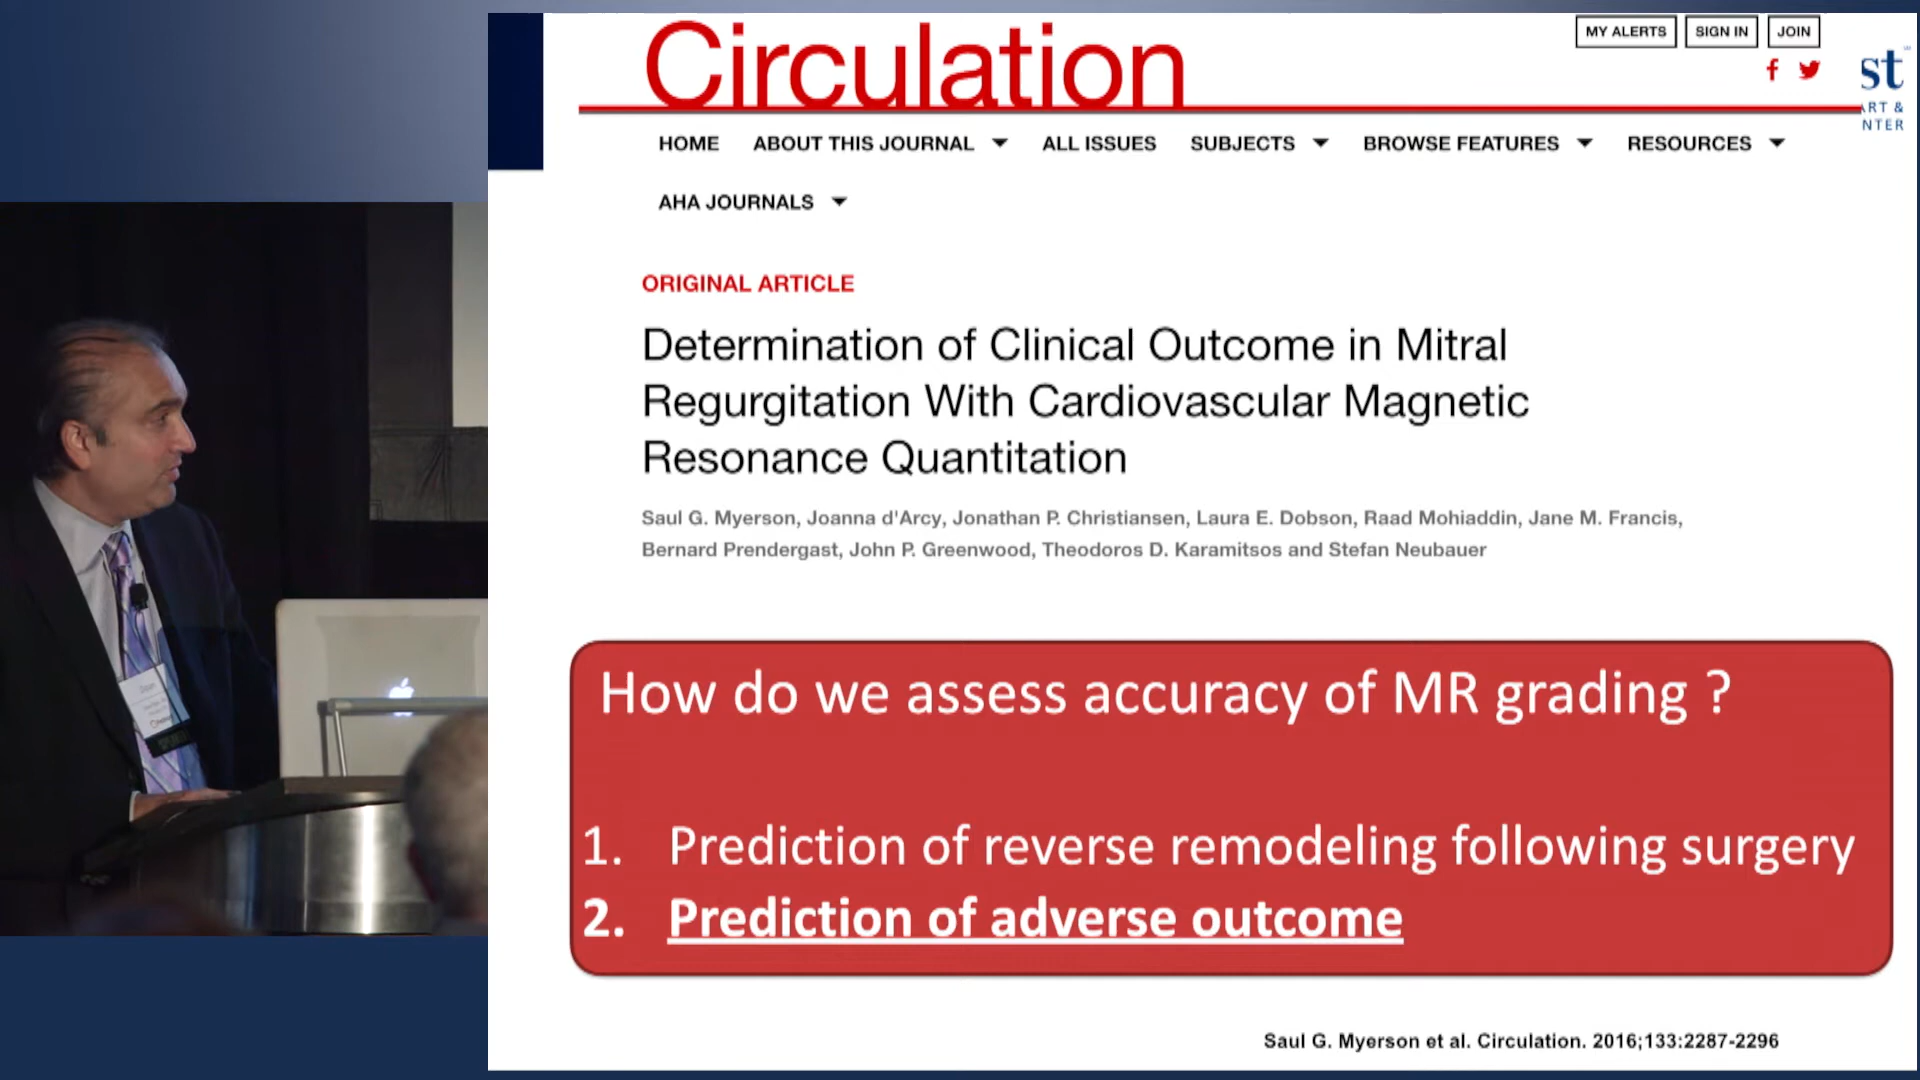 Circulation
MY ALERTS
SIGN IN
JOIN
st
ART &
NTER
HOME
ABOUT THIS JOURNAL
ALL ISSUES
SUBJECTS
BROWSE FEATURES
RESOURCES
AHA JOURNALS
ORIGINAL ARTICLE
Determination of Clinical Outcome in Mitral
Regurgitation With Cardiovascular Magnetic
Resonance Quantitation
Saul G. Myerson, Joanna d'Arcy, Jonathan P. Christiansen, Laura E. Dobson, Raad Mohiaddin, Jane M. Francis,
Bernard Prendergast, John P. Greenwood, Theodoros D. Karamitsos and Stefan Neubauer
How do we assess accuracy of MR grading ?
1. Prediction of reverse remodeling following surgery
2. Prediction of adverse outcome
Saul G. Myerson et al. Circulation. 2016;133:2287-2296